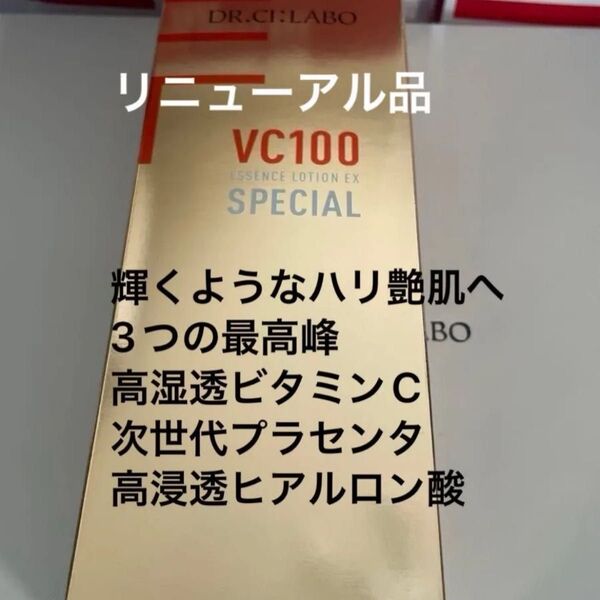 DR.CI:LABO
リニューアル品
VC100
ESSENCE LOTION EX
SPECIAL
輝くようなハリ艶肌へ
3つの最高峰
LABO
高湿透ビタミンC
次世代プラセンタ
高浸透ヒアルロン酸